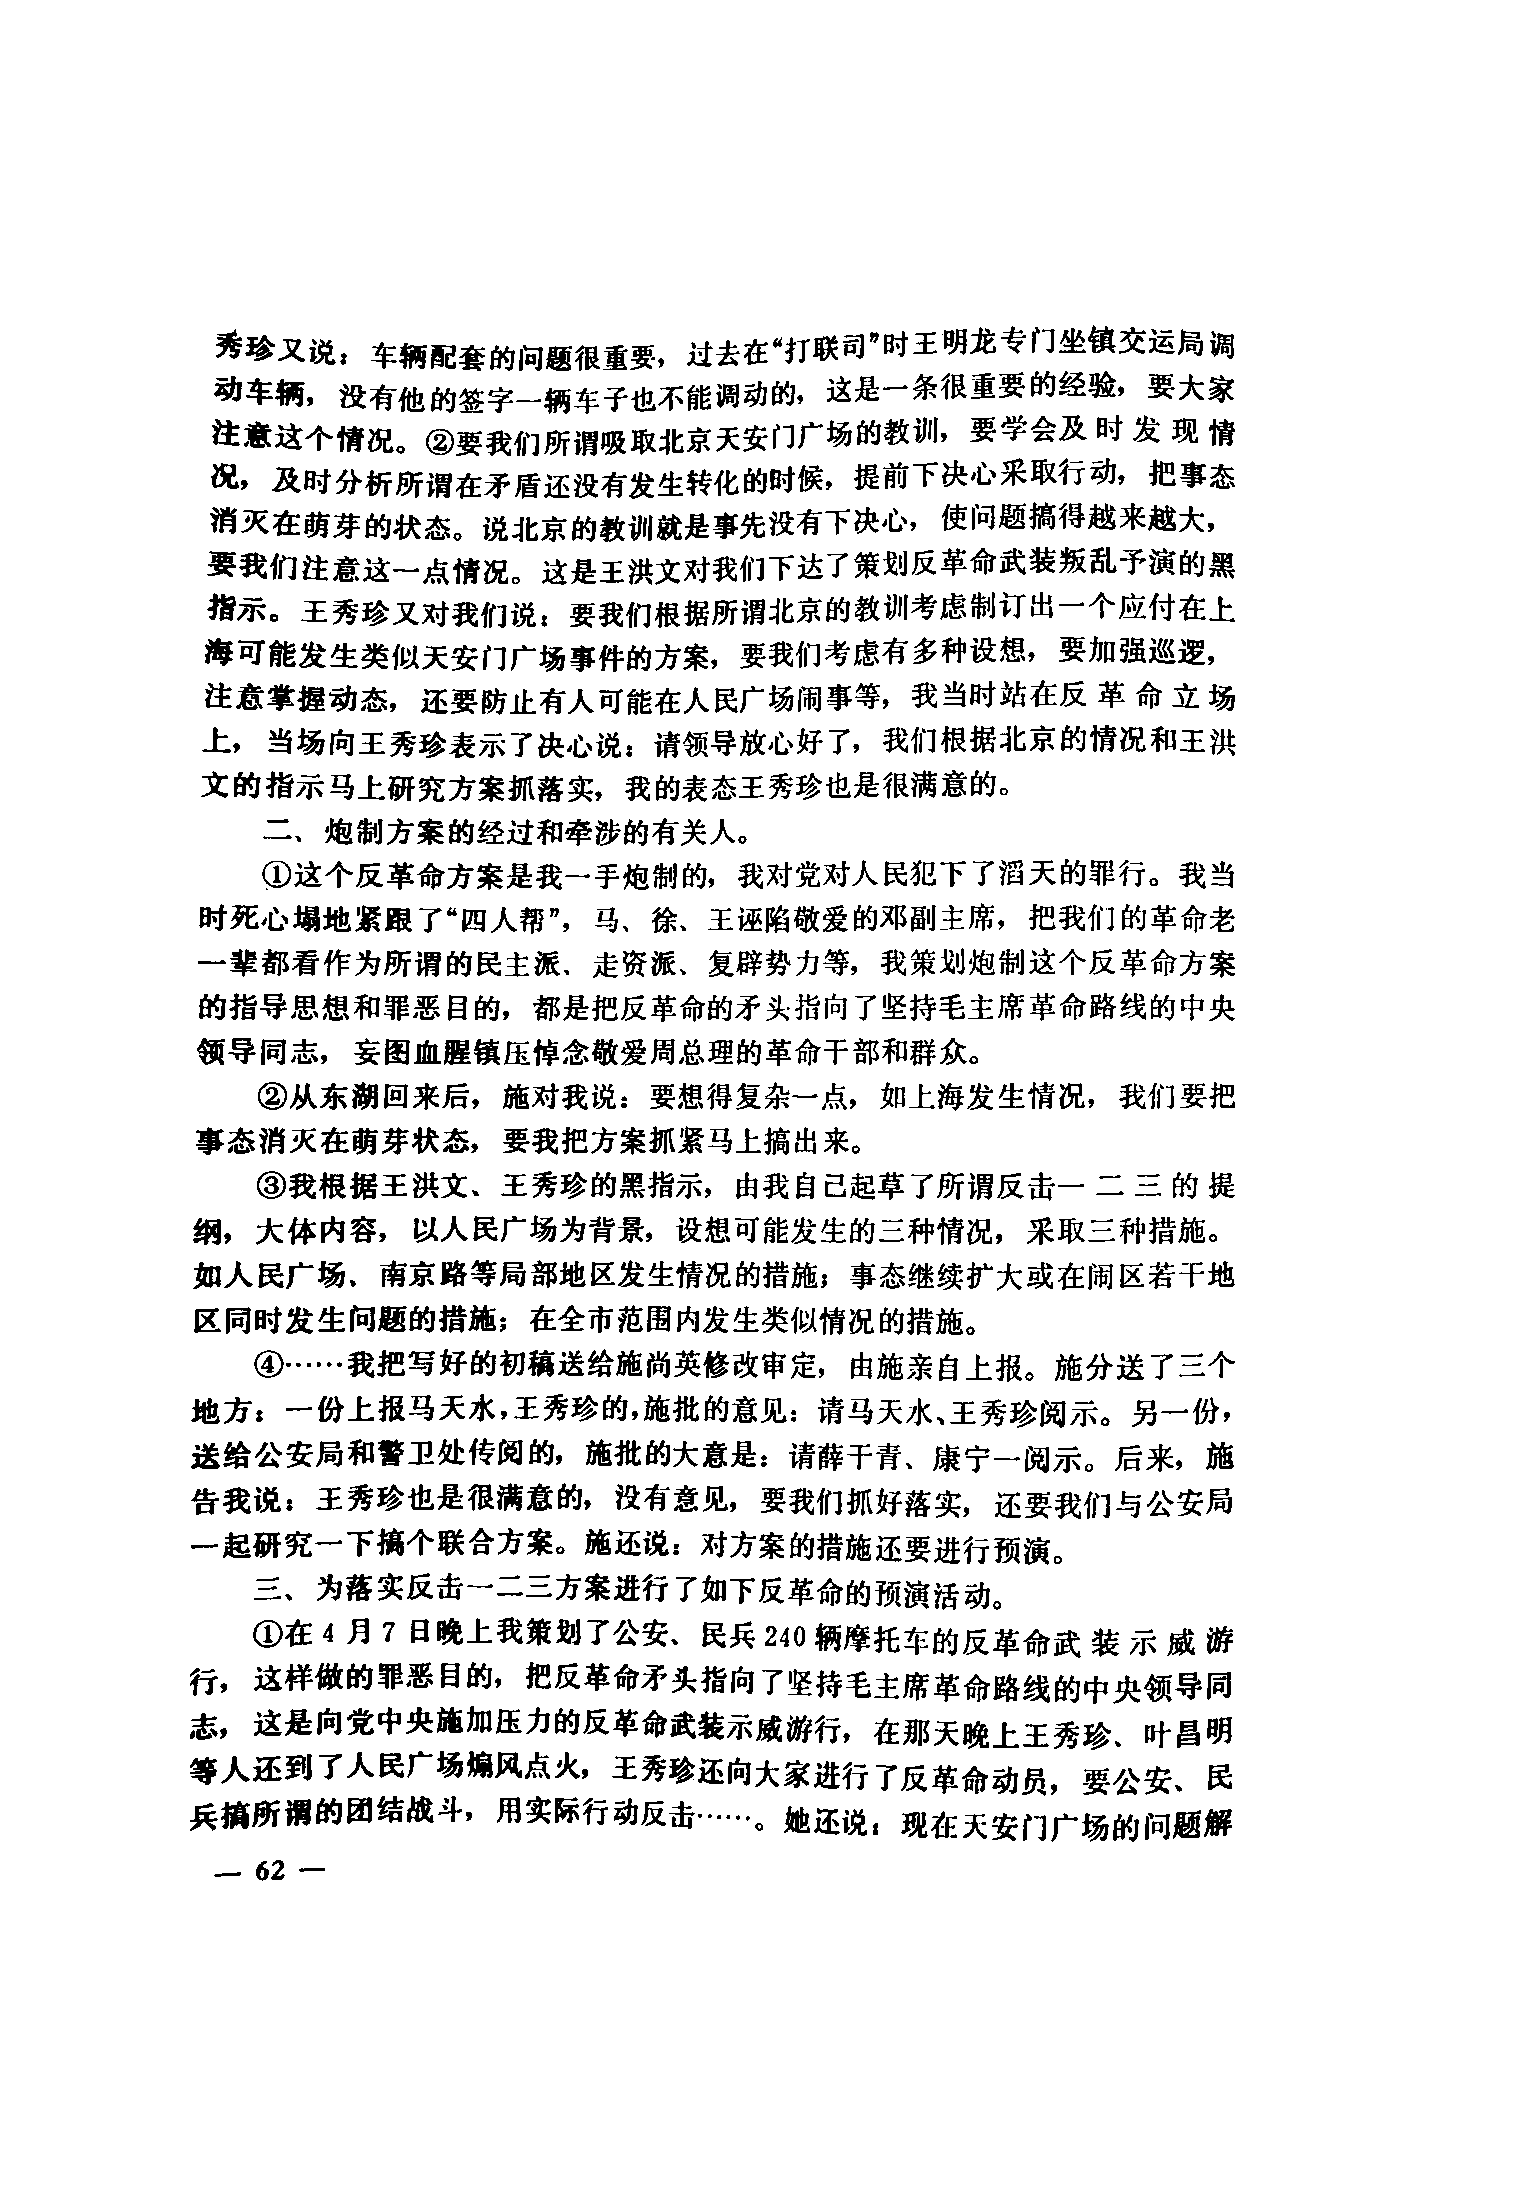 秀珍又说：车辆配套的问题很重要，过去在“打联司”时王明龙专门坐镇交运局调
动车辆，没有他的签字一辆车子也不能调动的，这是一条很重要的经验，要大家
注意这个情况。②要我们所谓吸取北京天安门广场的教训，要学会及时发现情
况，及时分析所谓在矛盾还没有发生转化的时候，提前下决心采取行动，把事态
消灭在萌芽的状态。说北京的教训就是事先没有下决心，使问题搞得越来越大，
要我们注意这一点情况。这是王洪文对我们下达了策划反革命武装叛乱予演的黑
指示。王秀珍又对我们说：要我们根据所谓北京的教训考虑制订出一个应付在上
海可能发生类似天安门广场事件的方案，要我们考虑有多种设想，要加强巡逻，
注意掌握动态，还要防止有人可能在人民广场闹事等，我当时站在反革命立场
上，当场向王秀珍表示了决心说：请领导放心好了，我们根据北京的情况和王洪
文的指示马上研究方案抓落实，我的表态王秀珍也是很满意的。
二、炮制方案的经过和牵涉的有关人。
①这个反革命方案是我一手炮制的，我对党对人民犯下了滔天的罪行。我当
时死心塌地紧跟了“四人帮”，马、徐、王诬陷敬爱的邓副主席，把我们的革命老
一辈都看作为所谓的民主派、走资派、复辟势力等，我策划炮制这个反革命方案
的指导思想和罪恶目的，都是把反革命的矛头指向了坚持毛主席革命路线的中央
领导同志，妄图血腥镇压悼念敬爱周总理的革命干部和群众。
②从东湖回来后，施对我说：要想得复杂一点，如上海发生情况，我们要把
事态消灭在萌芽状态，要我把方案抓紧马上搞出来。
③我根据王洪文、王秀珍的黑指示，由我自己起草了所谓反击一二三的提
纲，大体内容，以人民广场为背景，设想可能发生的三种情况，采取三种措施。
如人民广场、南京路等局部地区发生情况的措施；事态继续扩大或在闹区若干地
区同时发生问题的措施；在全市范围内发生类似情况的措施。
④……我把写好的初稿送给施尚英修改审定，由施亲自上报。施分送了三个
地方：一份上报马天水，王秀珍的，施批的意见：请马天水、王秀珍阅示。另一份，
送给公安局和警卫处传阅的，施批的大意是：请薛干青、康宁一阅示。后来，施
告我说：王秀珍也是很满意的，没有意见，要我们抓好落实，还要我们与公安局
一起研究一下搞个联合方案。施还说：对方案的措施还要进行预演。
三、为落实反击一二三方案进行了如下反革命的预演活动。
①在4月7日晚上我策划了公安、民兵240辆摩托车的反革命武装示威游
行，这样做的罪恶目的，把反革命矛头指向了坚持毛主席革命路线的中央领导同
志，这是向党中央施加压力的反革命武装示威游行，在那天晚上王秀珍、叶昌明
等人还到了人民广场煽风点火，王秀珍还向大家进行了反革命动员，要公安、民
兵搞所谓的团结战斗，用实际行动反击……。她还说：现在天安门广场的问题解
— 62 —